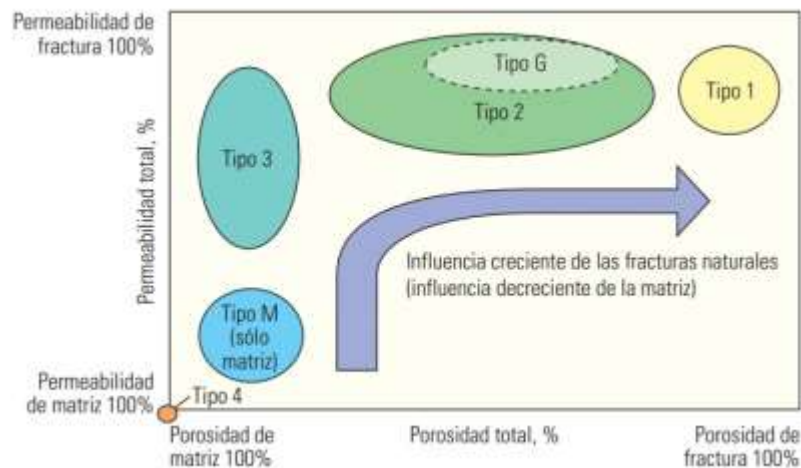 Permeabilidad de
fractura 100%
Permeabilidad total, %
Tipo G
Tipo 2
Tipo 1
Tipo 3
Influencia creciente de las fracturas naturales
(influencia decreciente de la matriz)
Tipo M
(sólo
matriz)
Permeabilidad
de matriz 100%
Tipo 4
Porosidad de
matriz 100%
Porosidad total, %
Porosidad de
fractura 100%